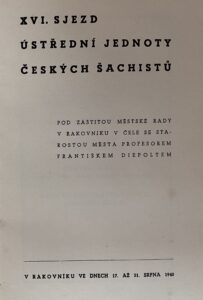 XVI. SJEZD
ÚSTŘEDNÍ JEDNOTY
ČESKÝCH ŠACHISTŮ
POD ZÁŠTITOU MĚSTSKÉ RADY
V RAKOVNÍKU V ČELE SE STA-
ROSTOU MĚSTA PROFESOREM
FRANTIŠKEM DIEPOLTEM
V RAKOVNÍKU VE DNECH 17. AŽ 31. SRPNA 1940